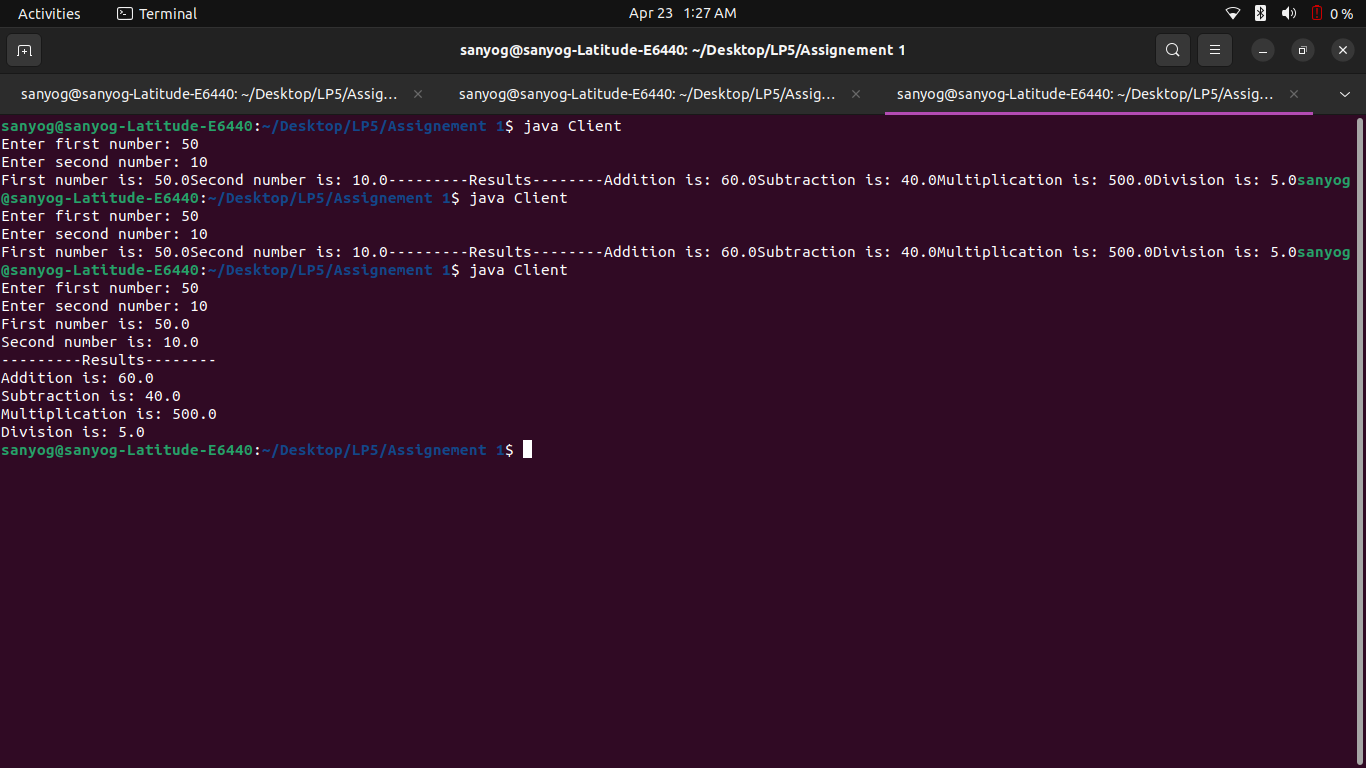 Activities Terminal Apr 23 1:27 AM 0 %
sanyog@sanyog-Latitude-E6440: ~/Desktop/LP5/Assignement 1
sanyog@sanyog-Latitude-E6440: ~/Desktop/LP5/Assig... sanyog@sanyog-Latitude-E6440: ~/Desktop/LP5/Assig... sanyog@sanyog-Latitude-E6440: ~/Desktop/LP5/Assig...
sanyog@sanyog-Latitude-E6440:~/Desktop/LP5/Assignement 1$ java Client
Enter first number: 50
Enter second number: 10
First number is: 50.0Second number is: 10.0---------Results--------Addition is: 60.0Subtraction is: 40.0Multiplication is: 500.0Division is: 5.0sanyog
@sanyog-Latitude-E6440:~/Desktop/LP5/Assignement 1$ java Client
Enter first number: 50
Enter second number: 10
First number is: 50.0Second number is: 10.0---------Results--------Addition is: 60.0Subtraction is: 40.0Multiplication is: 500.0Division is: 5.0sanyog
@sanyog-Latitude-E6440:~/Desktop/LP5/Assignement 1$ java Client
Enter first number: 50
Enter second number: 10
First number is: 50.0
Second number is: 10.0
---------Results--------
Addition is: 60.0
Subtraction is: 40.0
Multiplication is: 500.0
Division is: 5.0
sanyog@sanyog-Latitude-E6440:~/Desktop/LP5/Assignement 1$